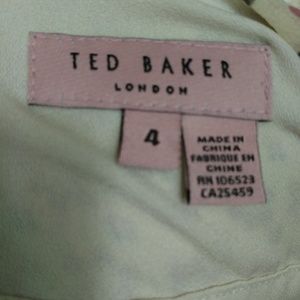 TED BAKER
LONDON
4
MADE IN
CHINA
FABRIQUE EN
CHINE
RN 106523
CA25459